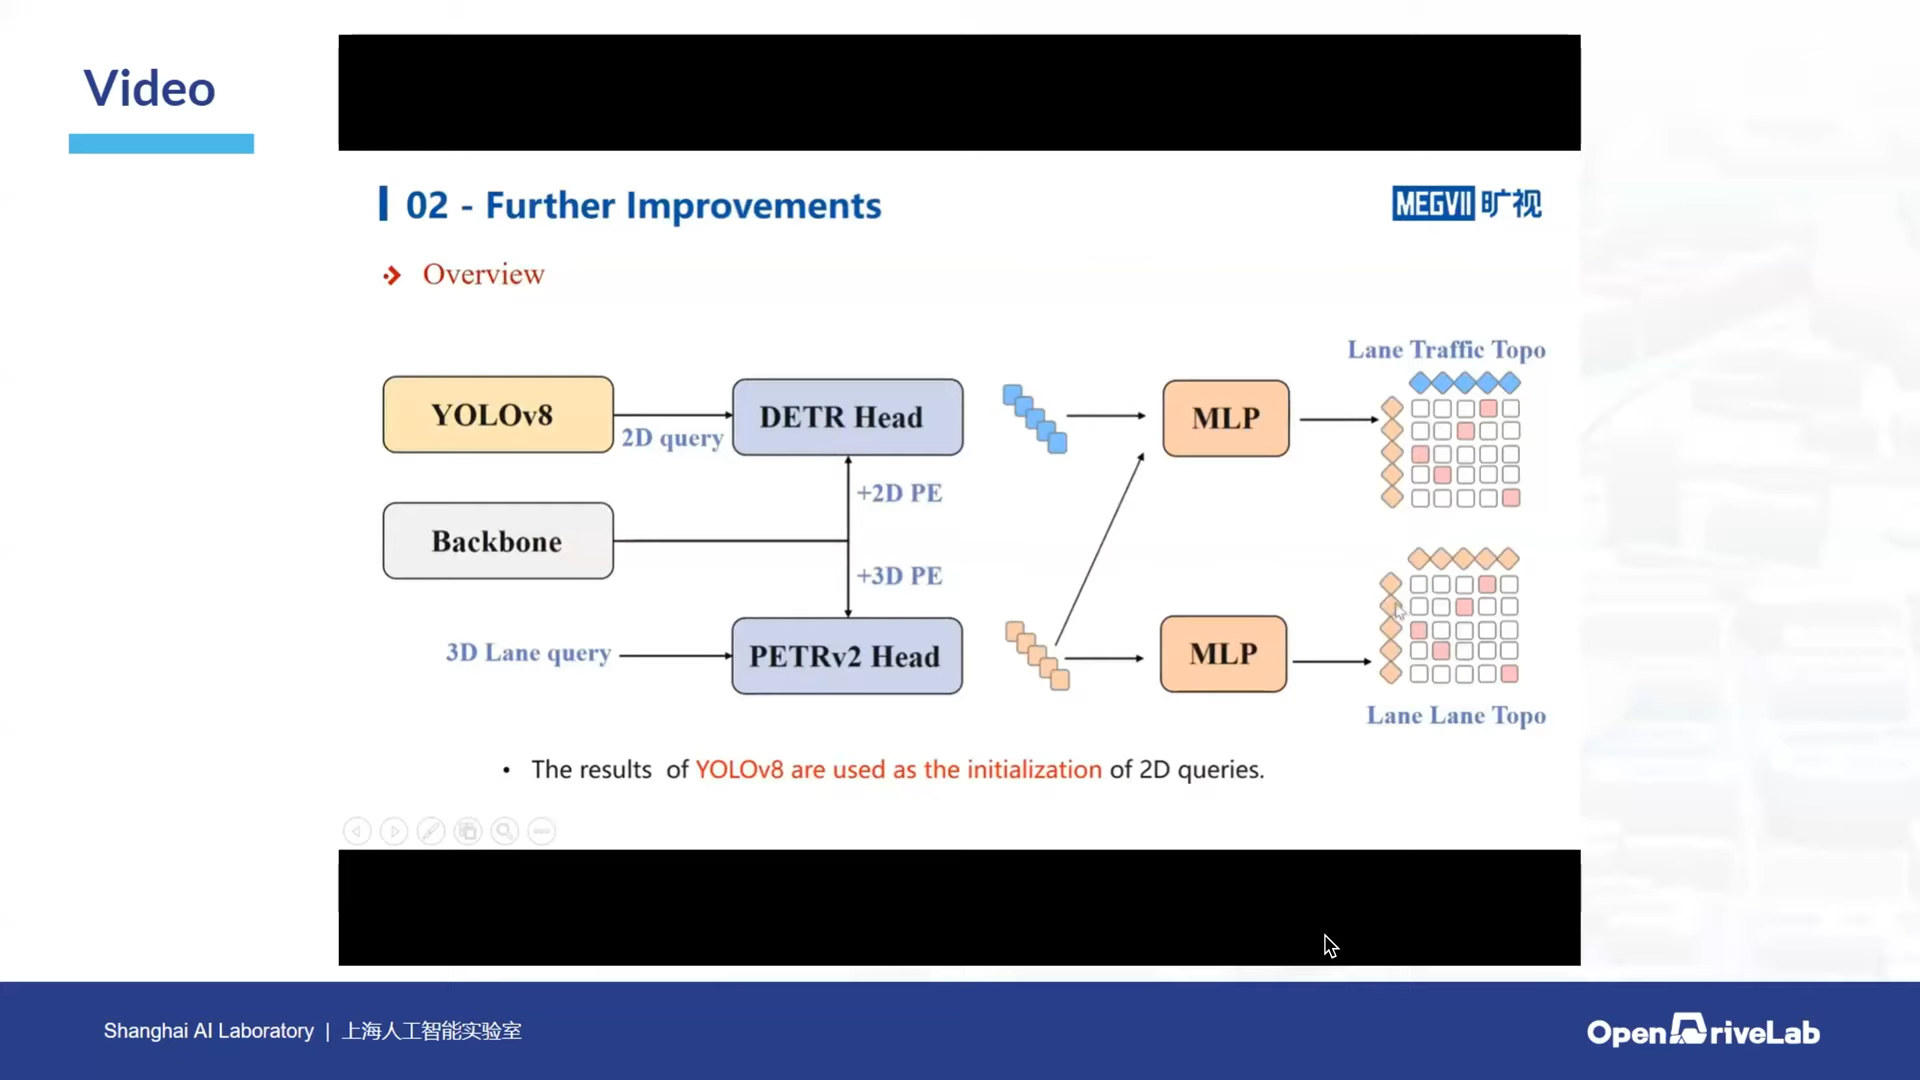 Video
02 - Further Improvements
MEGVII 旷视
Overview
Lane Traffic Topo
YOLOv8
2D query
DETR Head
MLP
+2D PE
Backbone
+3D PE
3D Lane query
PETRv2 Head
MLP
Lane Lane Topo
• The results of YOLOv8 are used as the initialization of 2D queries.
Shanghai AI Laboratory | 上海人工智能实验室
OpenDriveLab